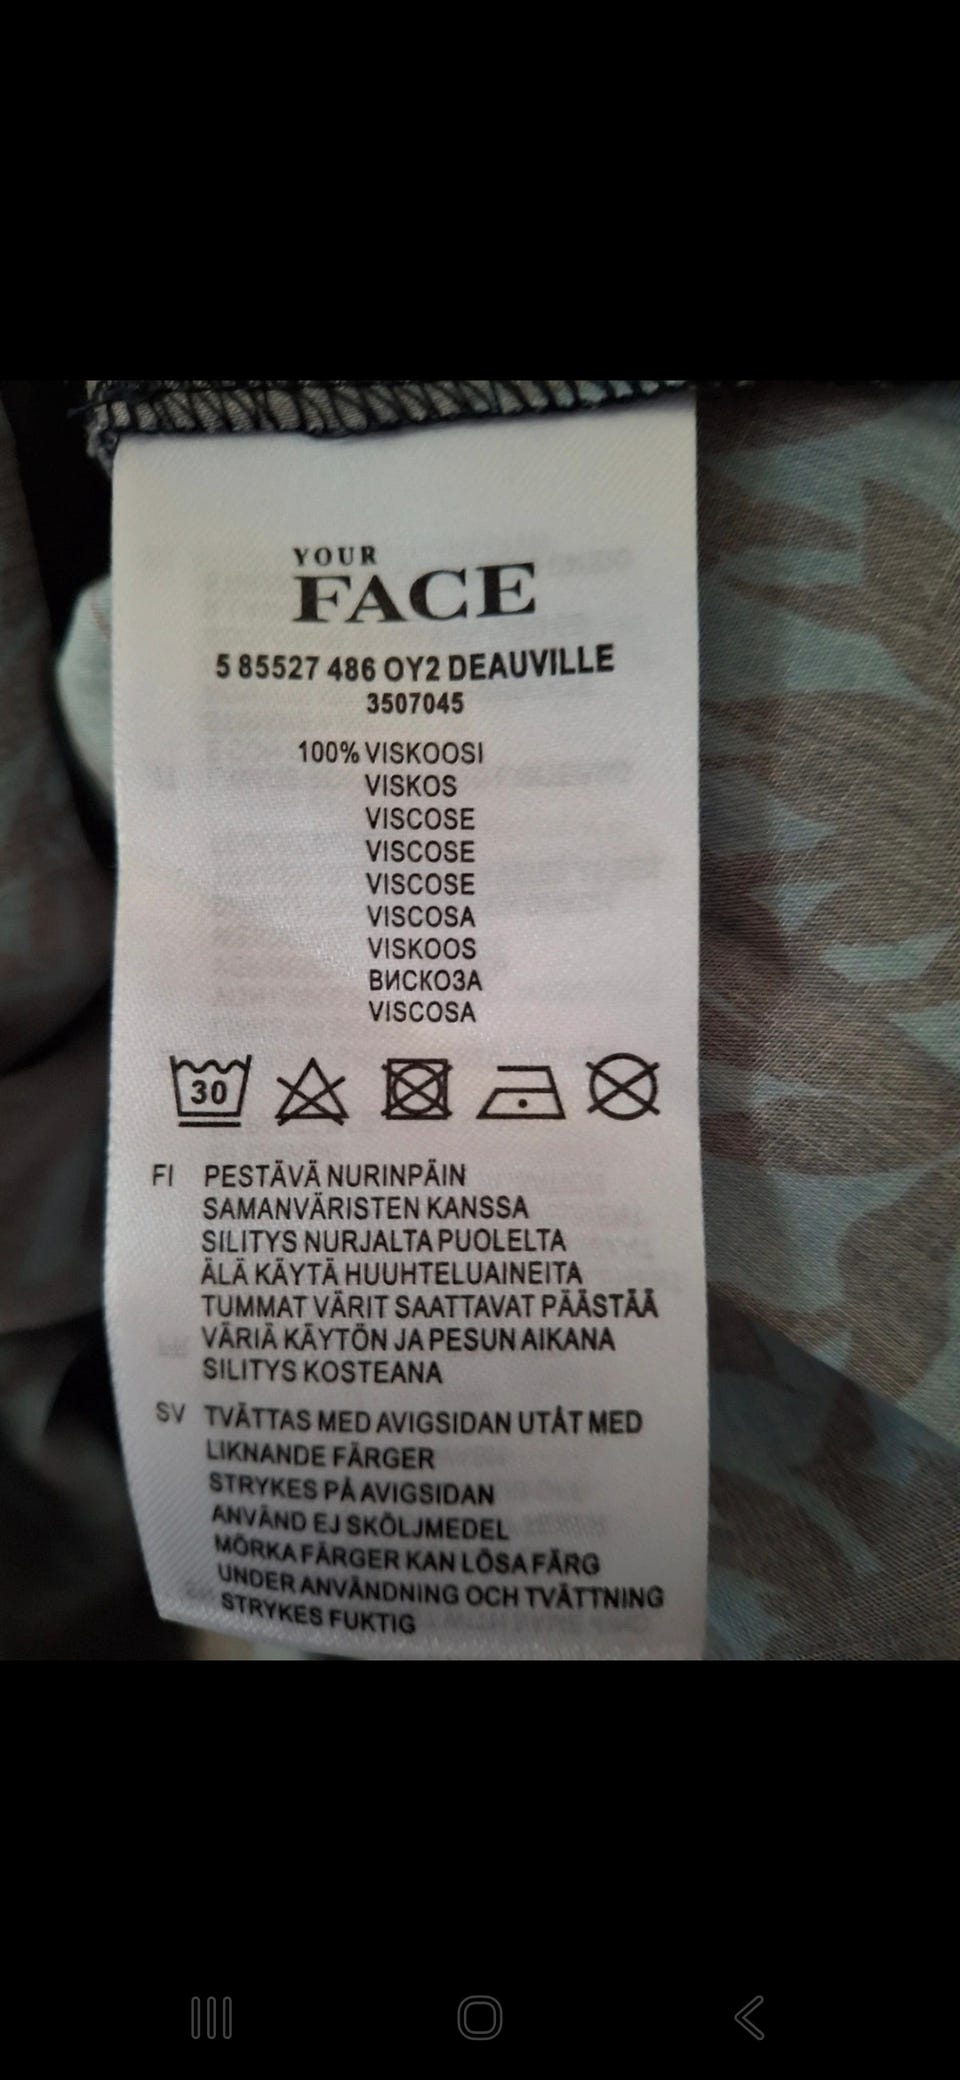 YOUR
FACE
5 85527 486 OY2 DEAUVILLE
3507045
100% VISKOOSI
VISKOS
VISCOSE
VISCOSE
VISCOSE
VISCOSA
VISKOOS
ВИСКОЗА
VISCOSA
30
FI PESTÄVÄ NURINPÄIN
SAMANVÄRISTEN KANSSA
SILITYS NURJALTA PUOLELTA
ÄLÄ KÄYTÄ HUUHTELUAINEITA
TUMMAT VÄRIT SAATTAVAT PÄÄSTÄÄ
VÄRIÄ KÄYTÖN JA PESUN AIKANA
SILITYS KOSTEANA
SV TVÄTTAS MED AVIGSIDAN UTÅT MED
LIKNANDE FÄRGER
STRYKES PÅ AVIGSIDAN
ANVÄND EJ SKÖLJMEDEL
MÖRKA FÄRGER KAN LÖSA FÄRG
UNDER ANVÄNDNING OCH TVÄTTNING
STRYKES FUKTIG